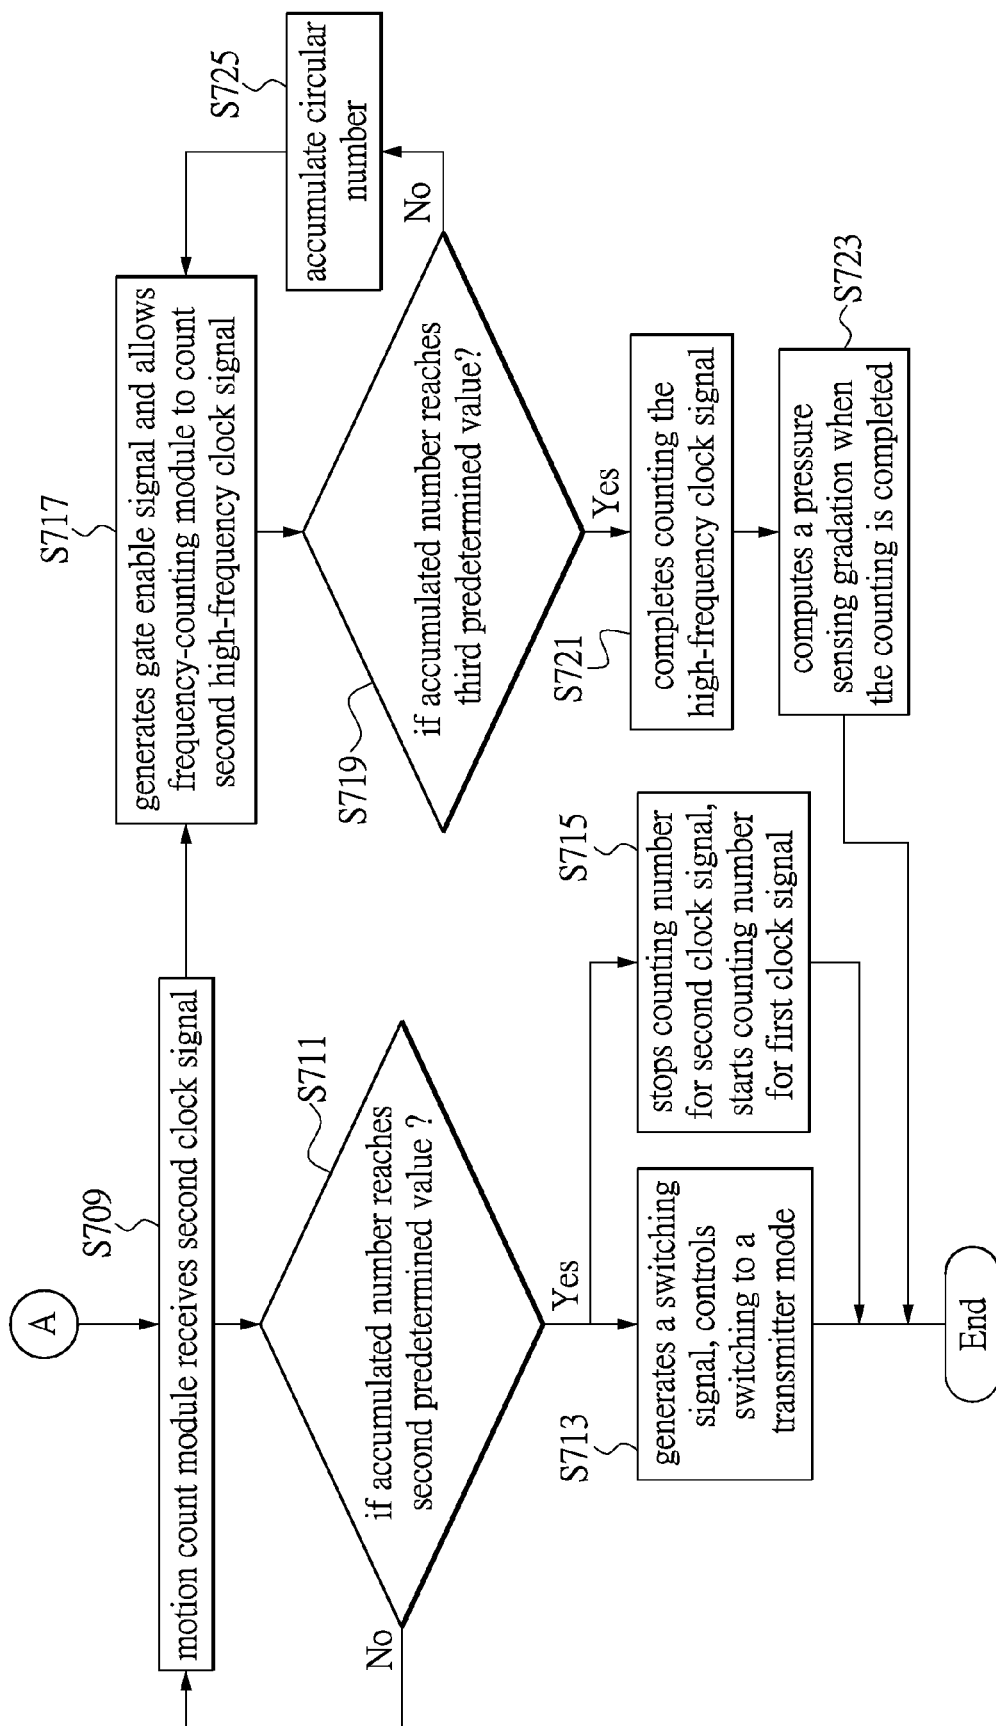 A
S709
motion count module receives second clock signal
S711
if accumulated number reaches
second predetermined value ?
No
Yes
S713
generates a switching
signal, controls
switching to a
transmitter mode
S715
stops counting number
for second clock signal,
starts counting number
for first clock signal
S717
generates gate enable signal and allows
frequency-counting module to count
second high-frequency clock signal
S719
if accumulated number reaches
third predetermined value?
No
S725
accumulate circular
number
Yes
S721
completes counting the
high-frequency clock signal
S723
computes a pressure
sensing gradation when
the counting is completed
End